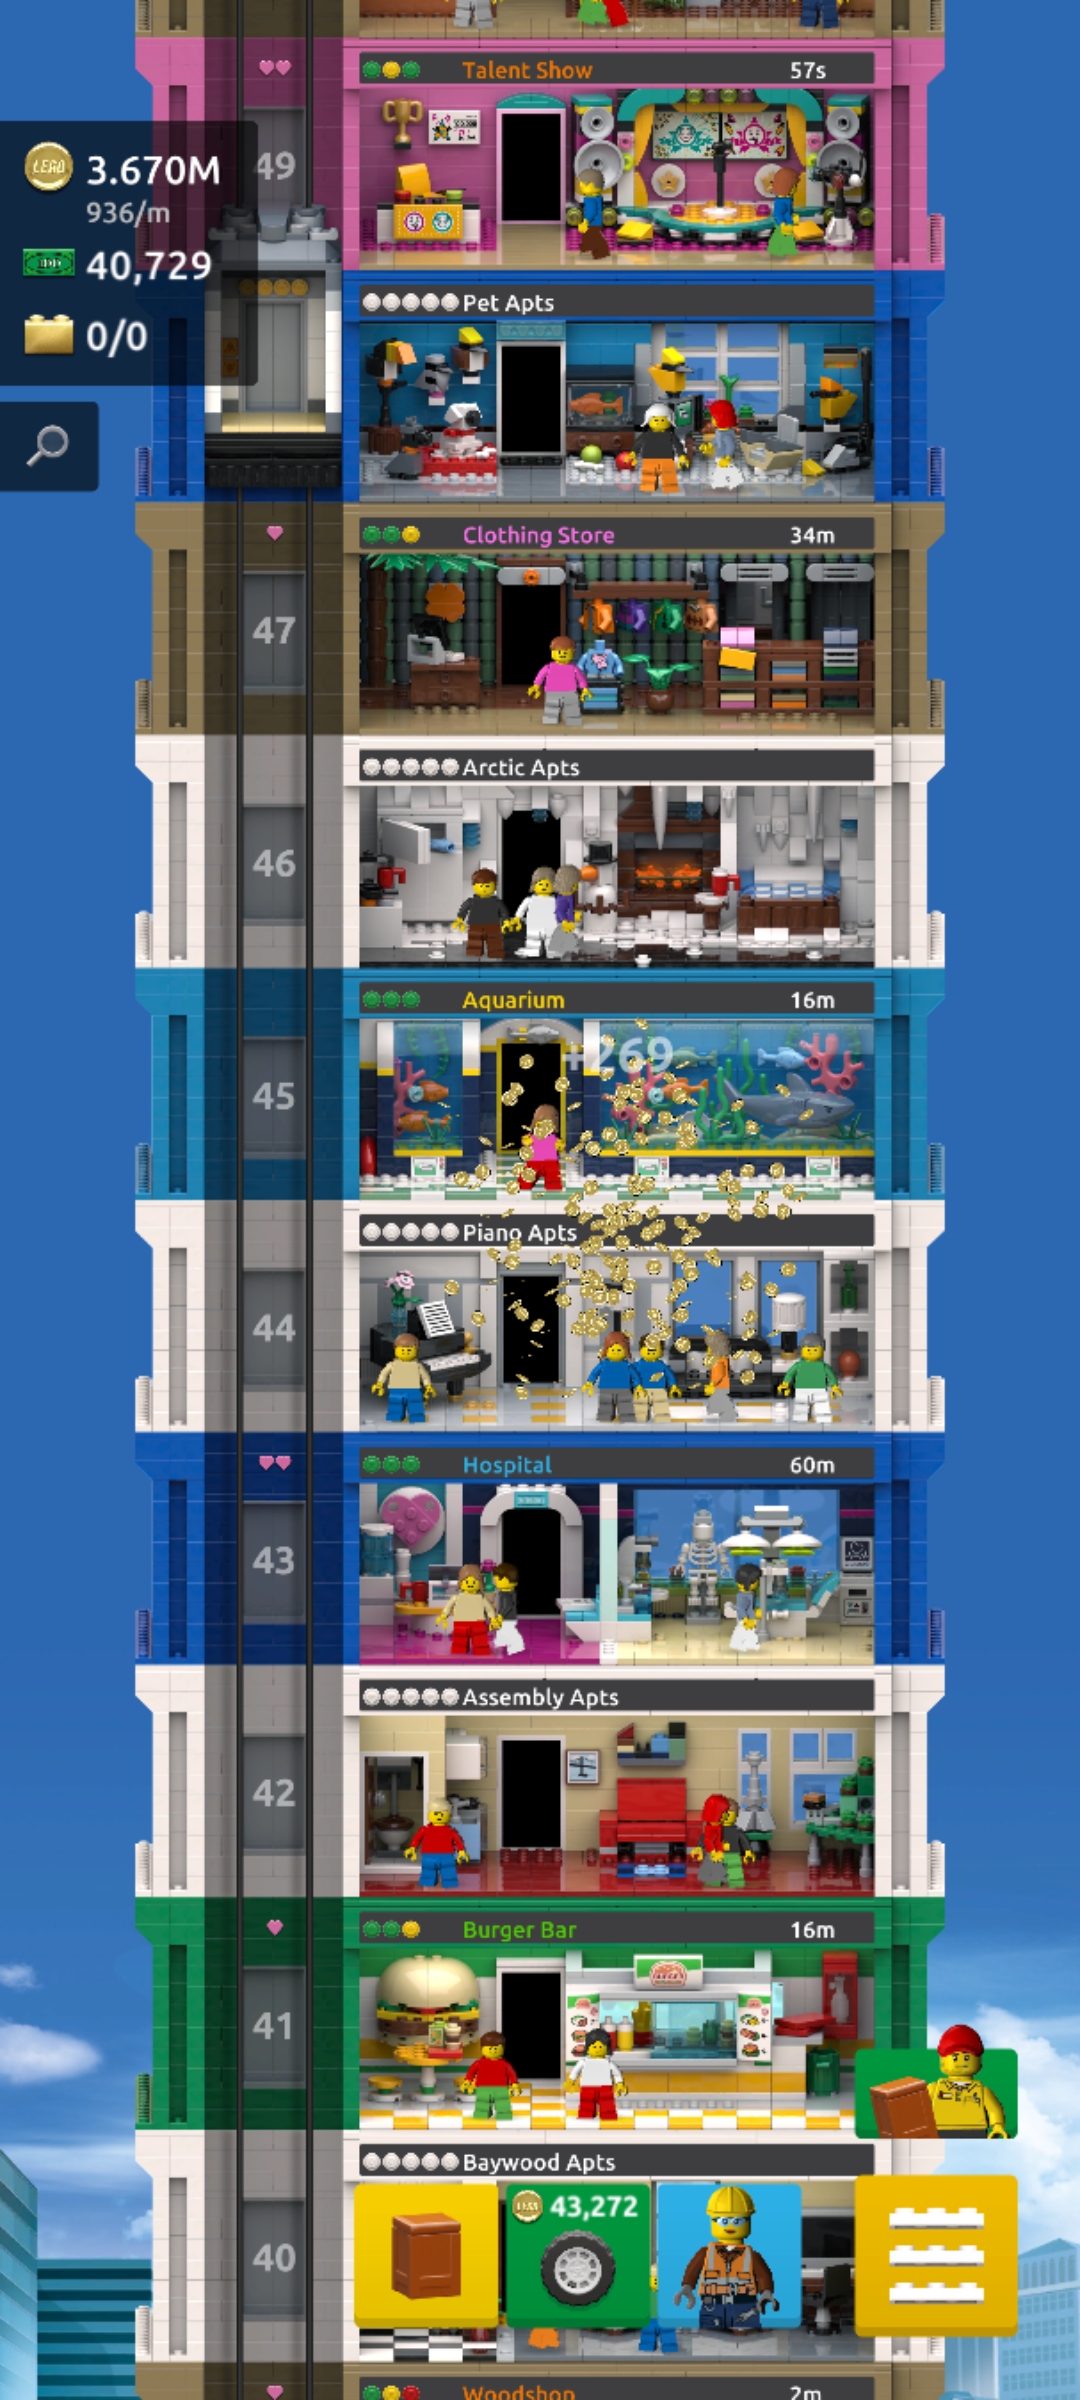 Talent Show 57s
49
3.670M
936/m
40,729
0/0
Pet Apts
Clothing Store 34m
47
Arctic Apts
46
Aquarium 16m
+269
45
Piano Apts
44
Hospital 60m
43
Assembly Apts
42
Burger Bar 16m
41
Baywood Apts
43,272
40
Woodshop 2m